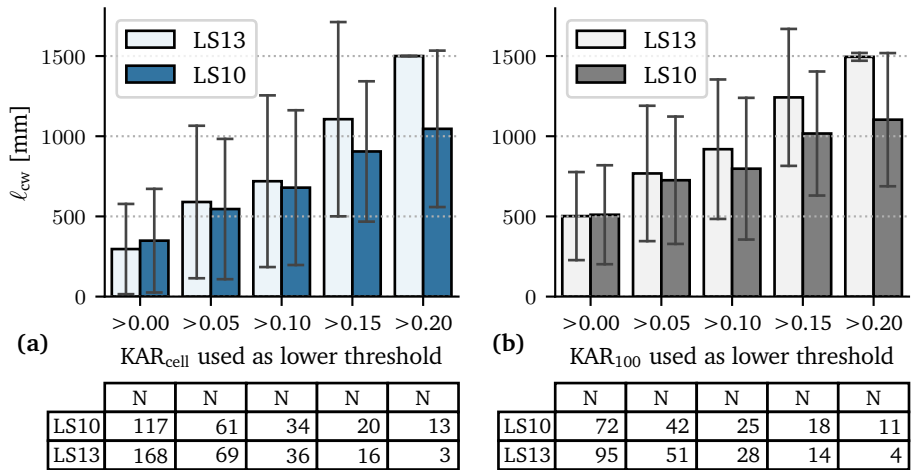 LS13
LS10
1500
1000
500
0
ℓcw [mm]
>0.00 >0.05 >0.10 >0.15 >0.20
(a)
KARcell used as lower threshold
N N N N N
LS10 117 61 34 20 13
LS13 168 69 36 16 3
LS13
LS10
1500
1000
500
0
>0.00 >0.05 >0.10 >0.15 >0.20
(b)
KAR100 used as lower threshold
N N N N N
LS10 72 42 25 18 11
LS13 95 51 28 14 4